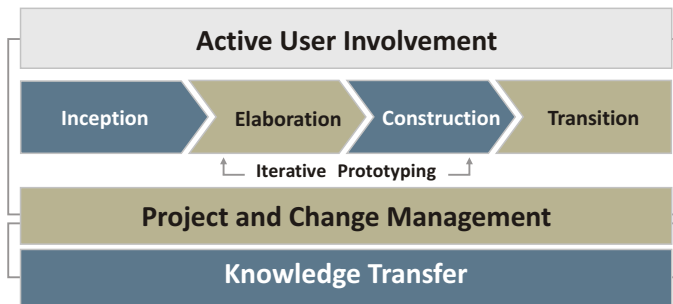 Active User Involvement
Inception Elaboration Construction Transition
Iterative Prototyping
Project and Change Management
Knowledge Transfer